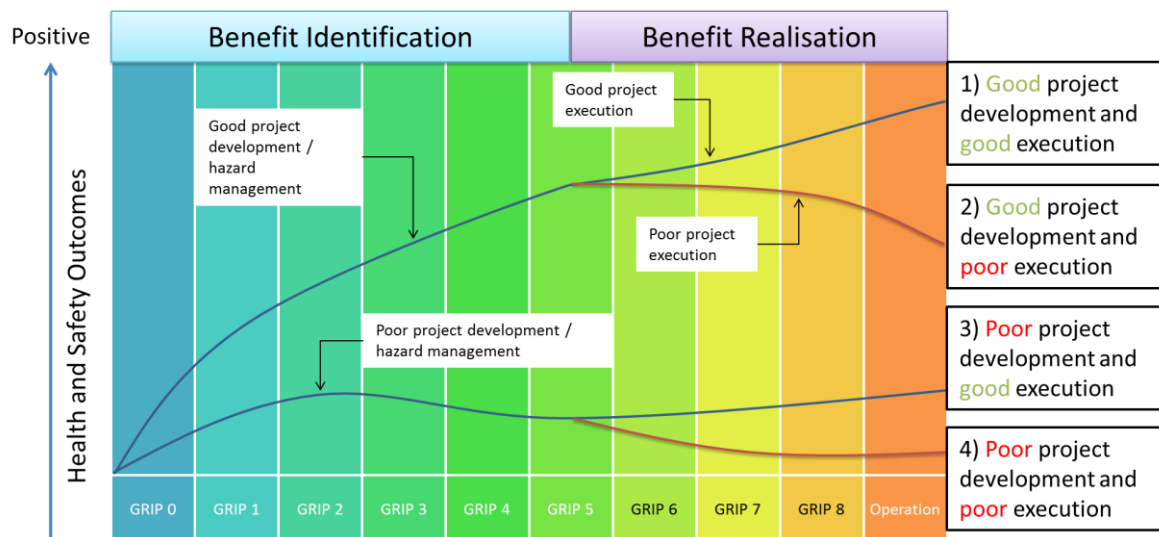 Positive
Benefit Identification
Benefit Realisation
Health and Safety Outcomes
Good project
development /
hazard
management
Good project
execution
Poor project
execution
Poor project development /
hazard management
1) Good project
development and
good execution
2) Good project
development and
poor execution
3) Poor project
development and
good execution
4) Poor project
development and
poor execution
GRIP 0
GRIP 1
GRIP 2
GRIP 3
GRIP 4
GRIP 5
GRIP 6
GRIP 7
GRIP 8
Operation